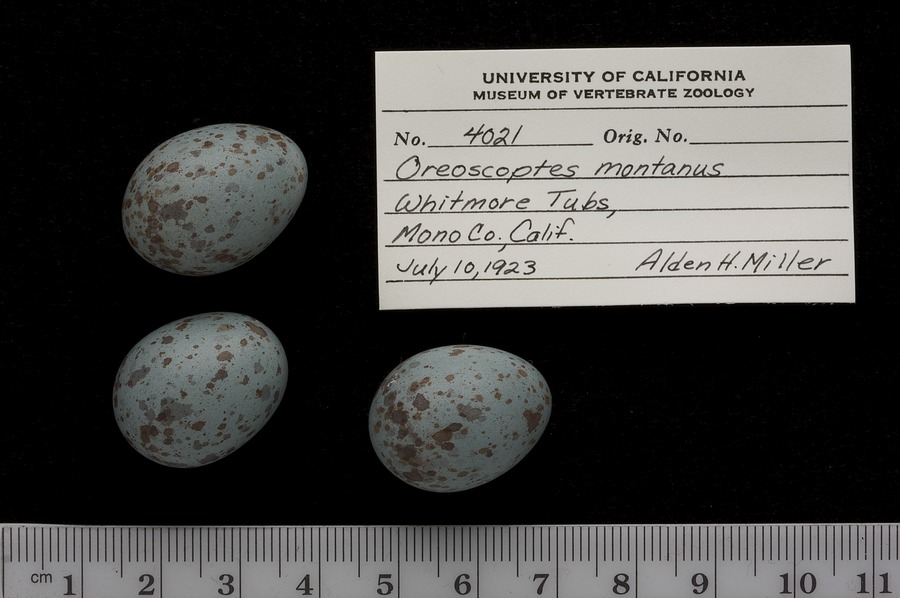 UNIVERSITY OF CALIFORNIA
MUSEUM OF VERTEBRATE ZOOLOGY
No. 4021 Orig. No.
Oreoscoptes montanus
Whitmore Tubs,
Mono Co., Calif.
July 10, 1923 Alden H. Miller
cm 1 2 3 4 5 6 7 8 9 10 11